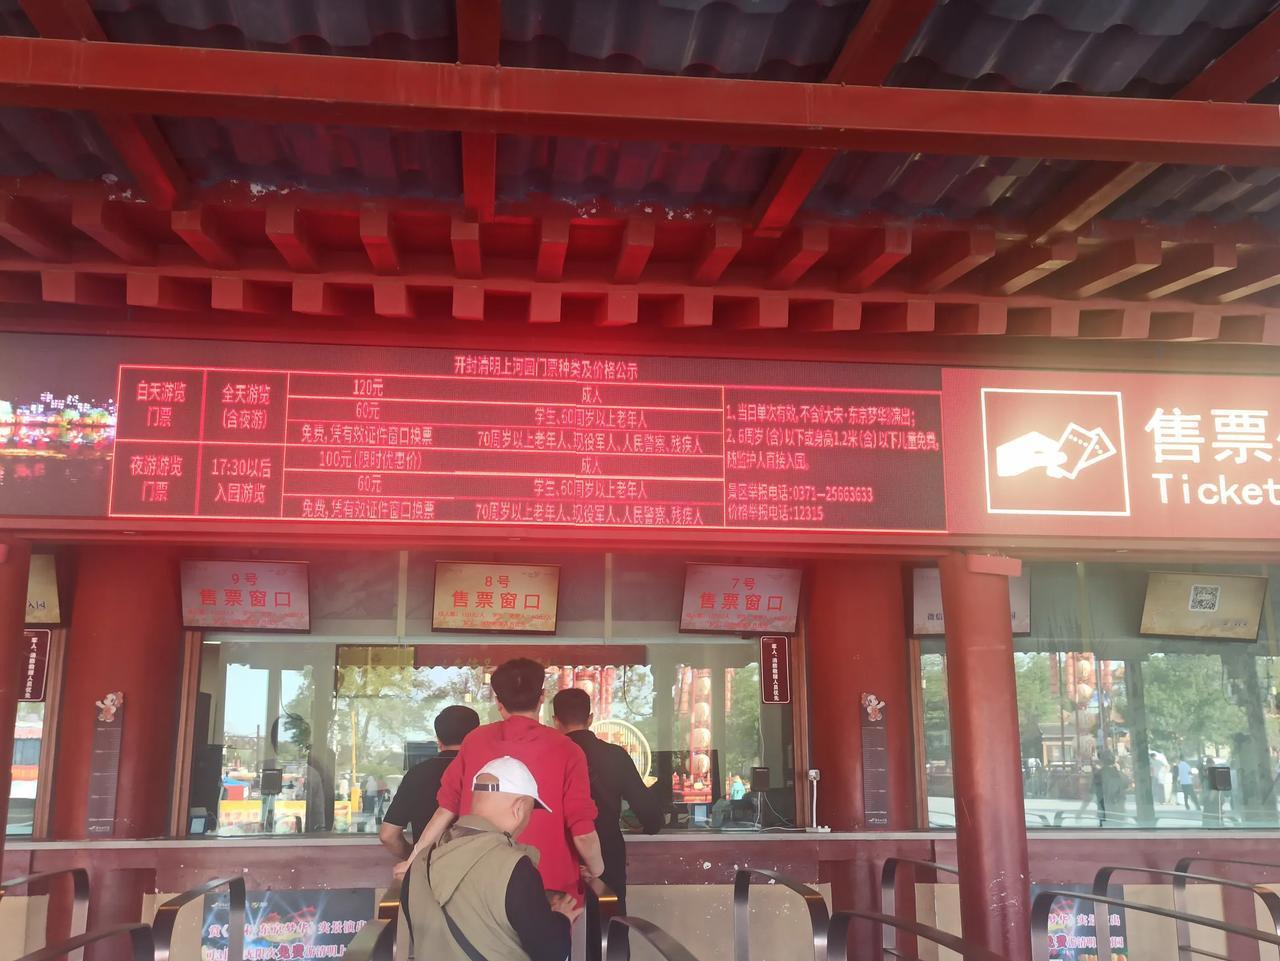 开封清明上河园门票种类及价格公示
白天游览
门票
全天游览
(含夜游)
120元
成人
60元
学生、60周岁以上老年人
免费,凭有效证件窗口换票
70周岁以上老年人、现役军人、人民警察、残疾人
夜游游览
门票
17:30以后
入园游览
100元(限时优惠价)
成人
60元
学生、60周岁以上老年人
免费,凭有效证件窗口换票
70周岁以上老年人、现役军人、人民警察、残疾人
1、当日单次有效,不含《大宋·东京梦华》演出;
2、6周岁(含)以下或身高1.2米(含)以下儿童免费,
随监护人直接入园。
景区举报电话:0371—25663633
价格举报电话:12315
售票
Ticket
9号
售票窗口
8号
售票窗口
7号
售票窗口